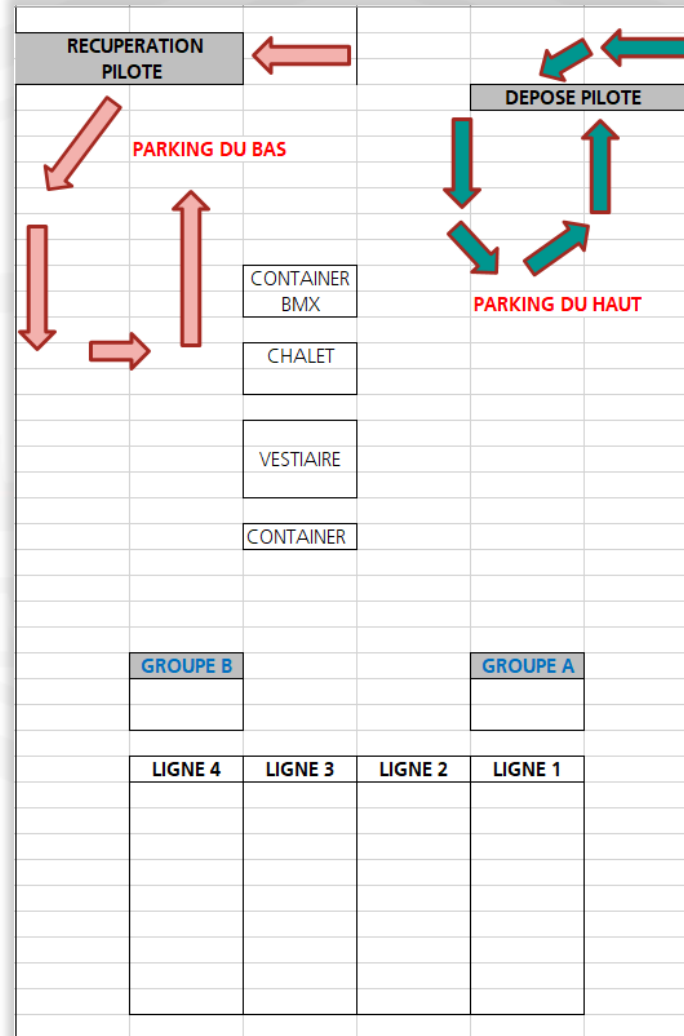 RECUPERATION
PILOTE
DEPOSE PILOTE
PARKING DU BAS
CONTAINER
BMX
PARKING DU HAUT
CHALET
VESTIAIRE
CONTAINER
GROUPE B
GROUPE A
LIGNE 4
LIGNE 3
LIGNE 2
LIGNE 1